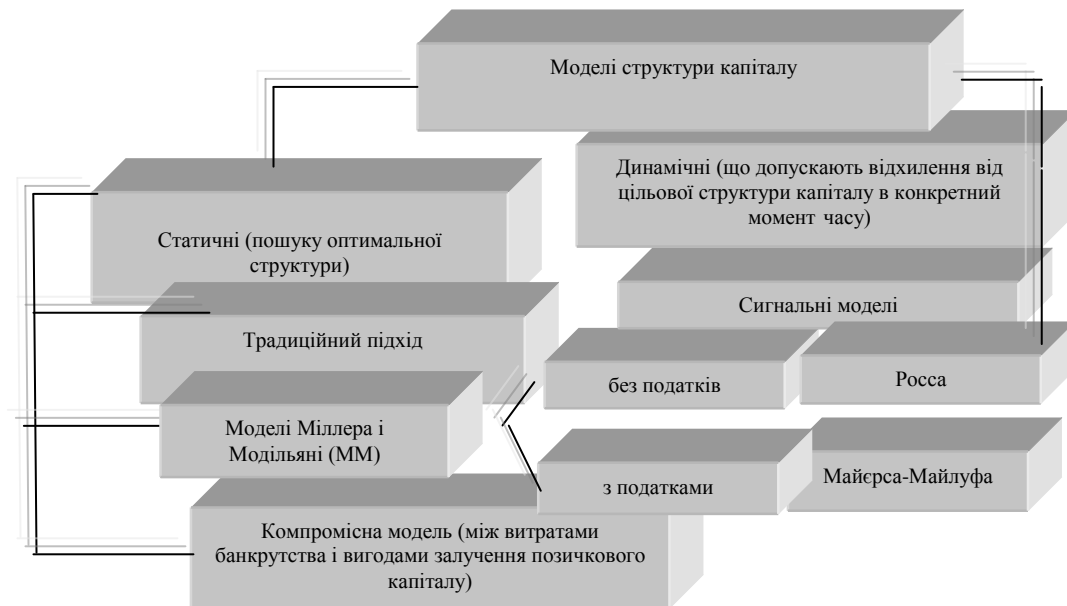 Моделі структури капіталу
Динамічні (що допускають відхилення від
цільової структури капіталу в конкретний
момент часу)
Статичні (пошуку оптимальної
структури)
Сигнальні моделі
Традиційний підхід
без податків
Росса
Моделі Міллера і
Модільяні (ММ)
з податками
Майєрса-Майлуфа
Компромісна модель (між витратами
банкрутства і вигодами залучення позичкового
капіталу)